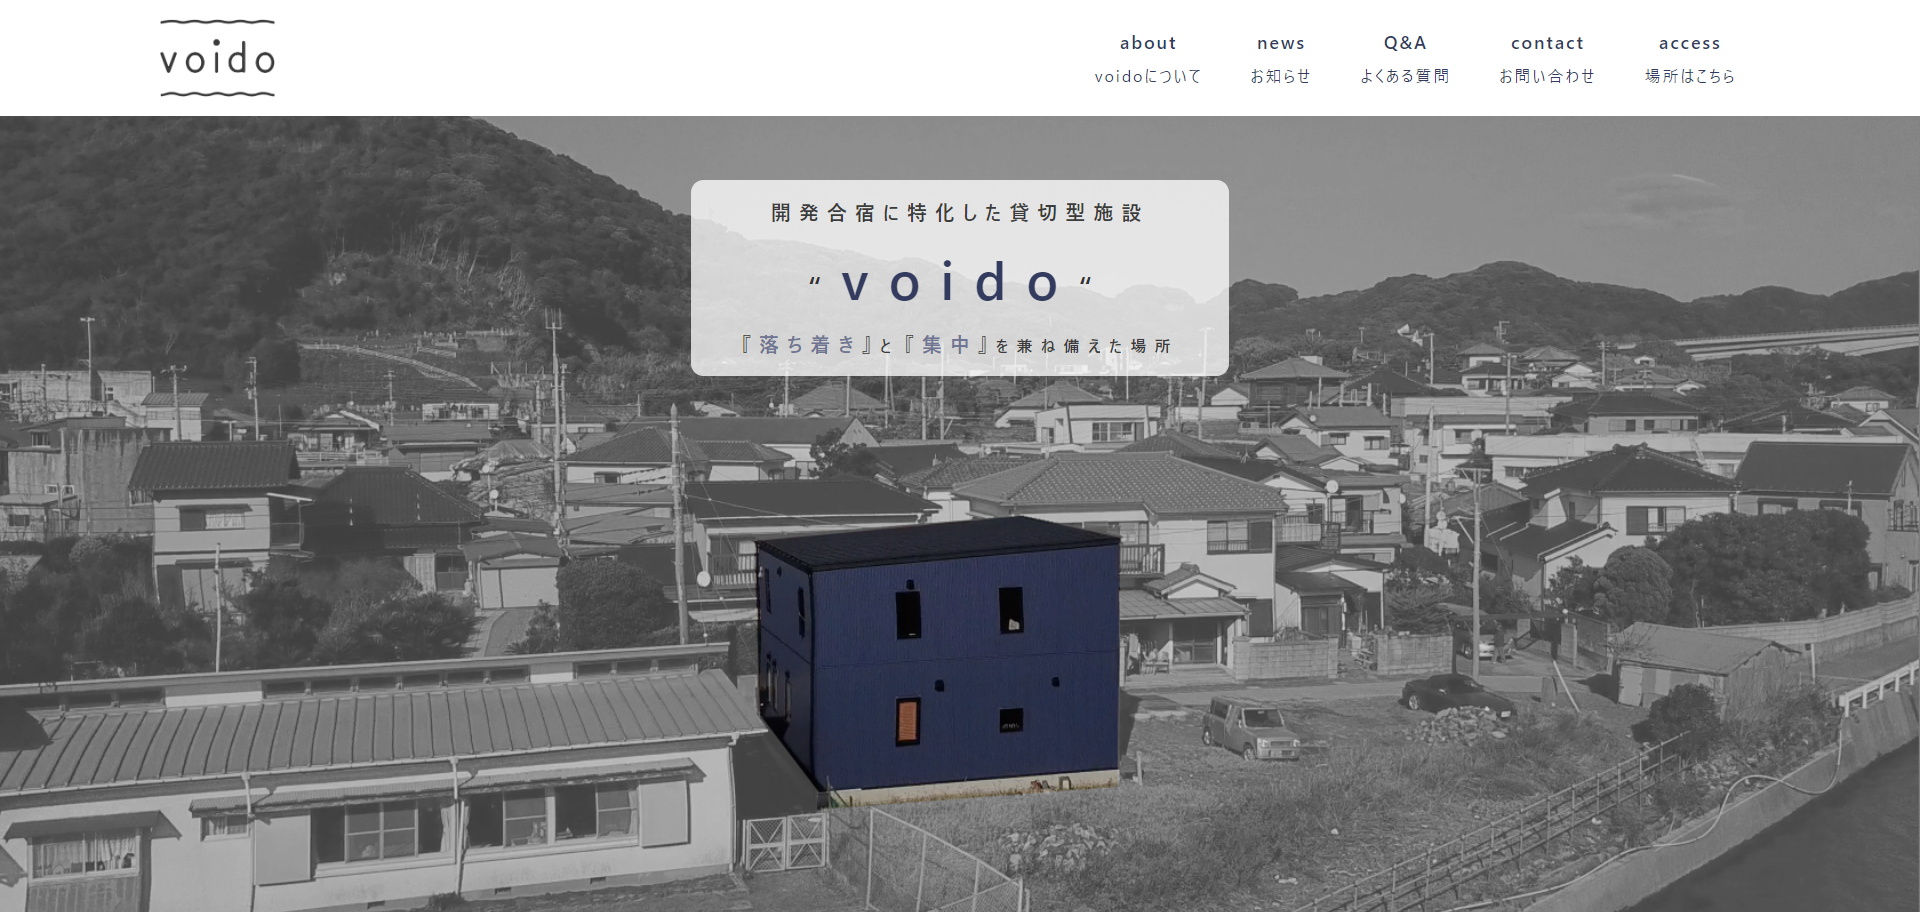 voido
about
voidoについて
news
お知らせ
Q&A
よくある質問
contact
お問い合わせ
access
場所はこちら
開発合宿に特化した貸切型施設
“voido“
『落ち着き』と『集中』を兼ね備えた場所